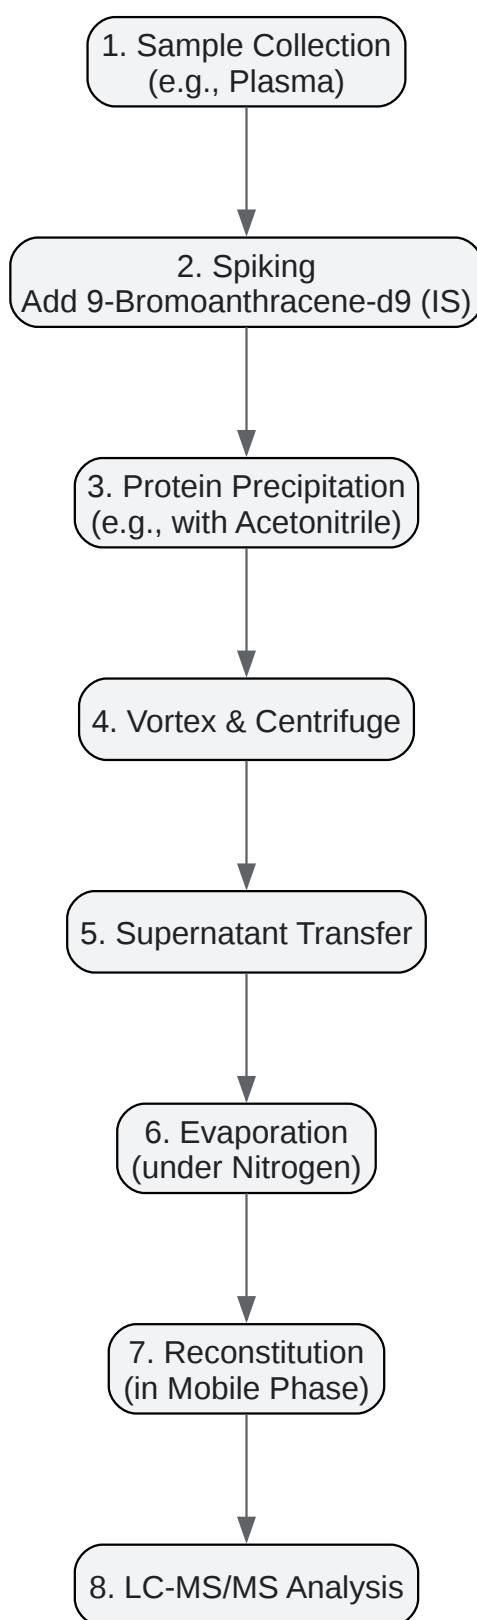 1. Sample Collection
(e.g., Plasma)
2. Spiking
Add 9-Bromoanthracene-d9 (IS)
3. Protein Precipitation
(e.g., with Acetonitrile)
4. Vortex & Centrifuge
5. Supernatant Transfer
6. Evaporation
(under Nitrogen)
7. Reconstitution
(in Mobile Phase)
8. LC-MS/MS Analysis